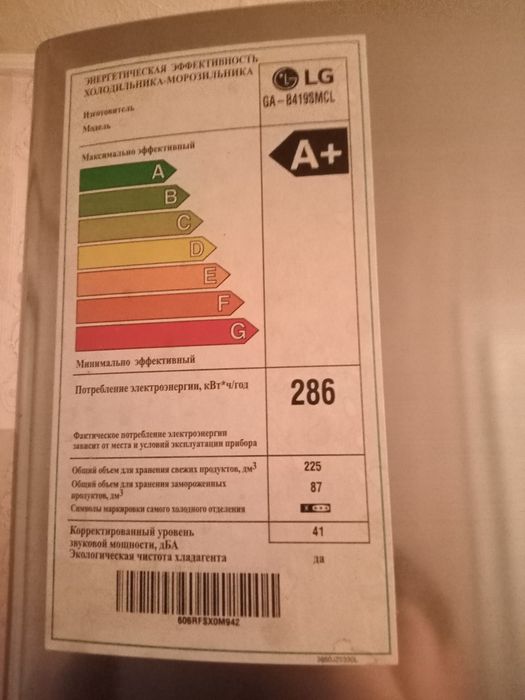 ЭНЕРГЕТИЧЕСКАЯ ЭФФЕКТИВНОСТЬ
ХОЛОДИЛЬНИКА-МОРОЗИЛЬНИКА
LG
Изготовитель
GA-B419SMCL
Модель
Максимально эффективный
A+
A
B
C
D
E
F
G
Минимально эффективный
Потребление электроэнергии, кВт*ч/год
286
Фактическое потребление электроэнергии
зависит от места и условий эксплуатации прибора
Общий объем для хранения свежих продуктов, дм³
225
Общий объем для хранения замороженных
продуктов, дм³
87
Символы маркировки самого холодного отделения
Корректированный уровень
звуковой мощности, дБА
41
Экологическая чистота хладагента
да
606RFSX0M942